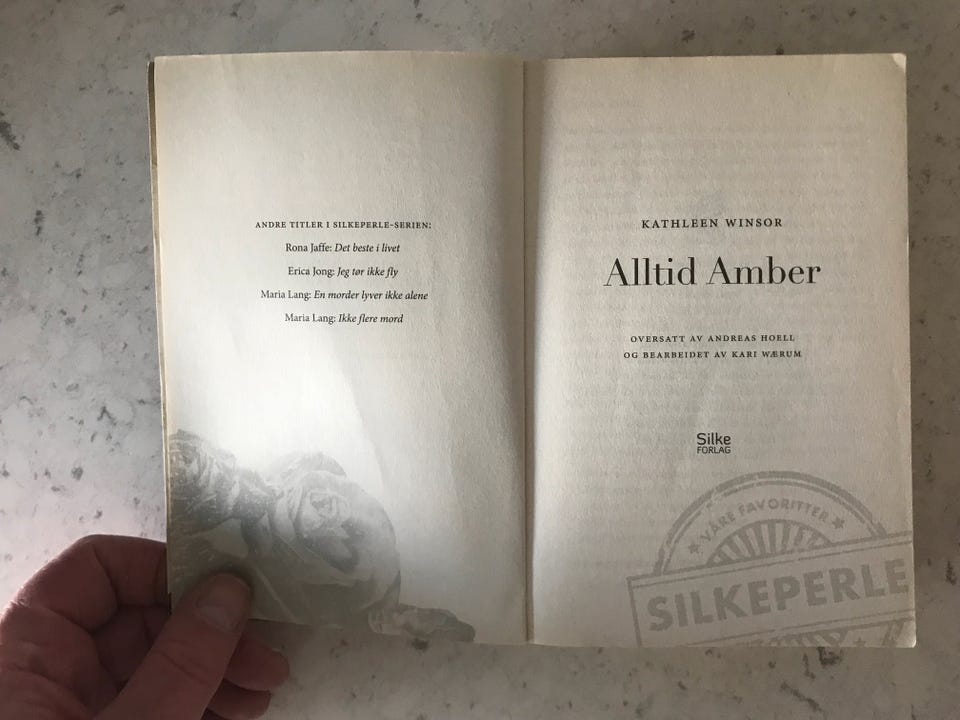 ANDRE TITLER I SILKEPERLE-SERIEN:
Rona Jaffe: Det beste i livet
Erica Jong: Jeg tør ikke fly
Maria Lang: En morder lyver ikke alene
Maria Lang: Ikke flere mord
KATHLEEN WINSOR
Alltid Amber
OVERSATT AV ANDREAS HOELL
OG BEARBEIDET AV KARI WÆRUM
Silke
FORLAG
VÅRE FAVORITTER
SILKEPERLE